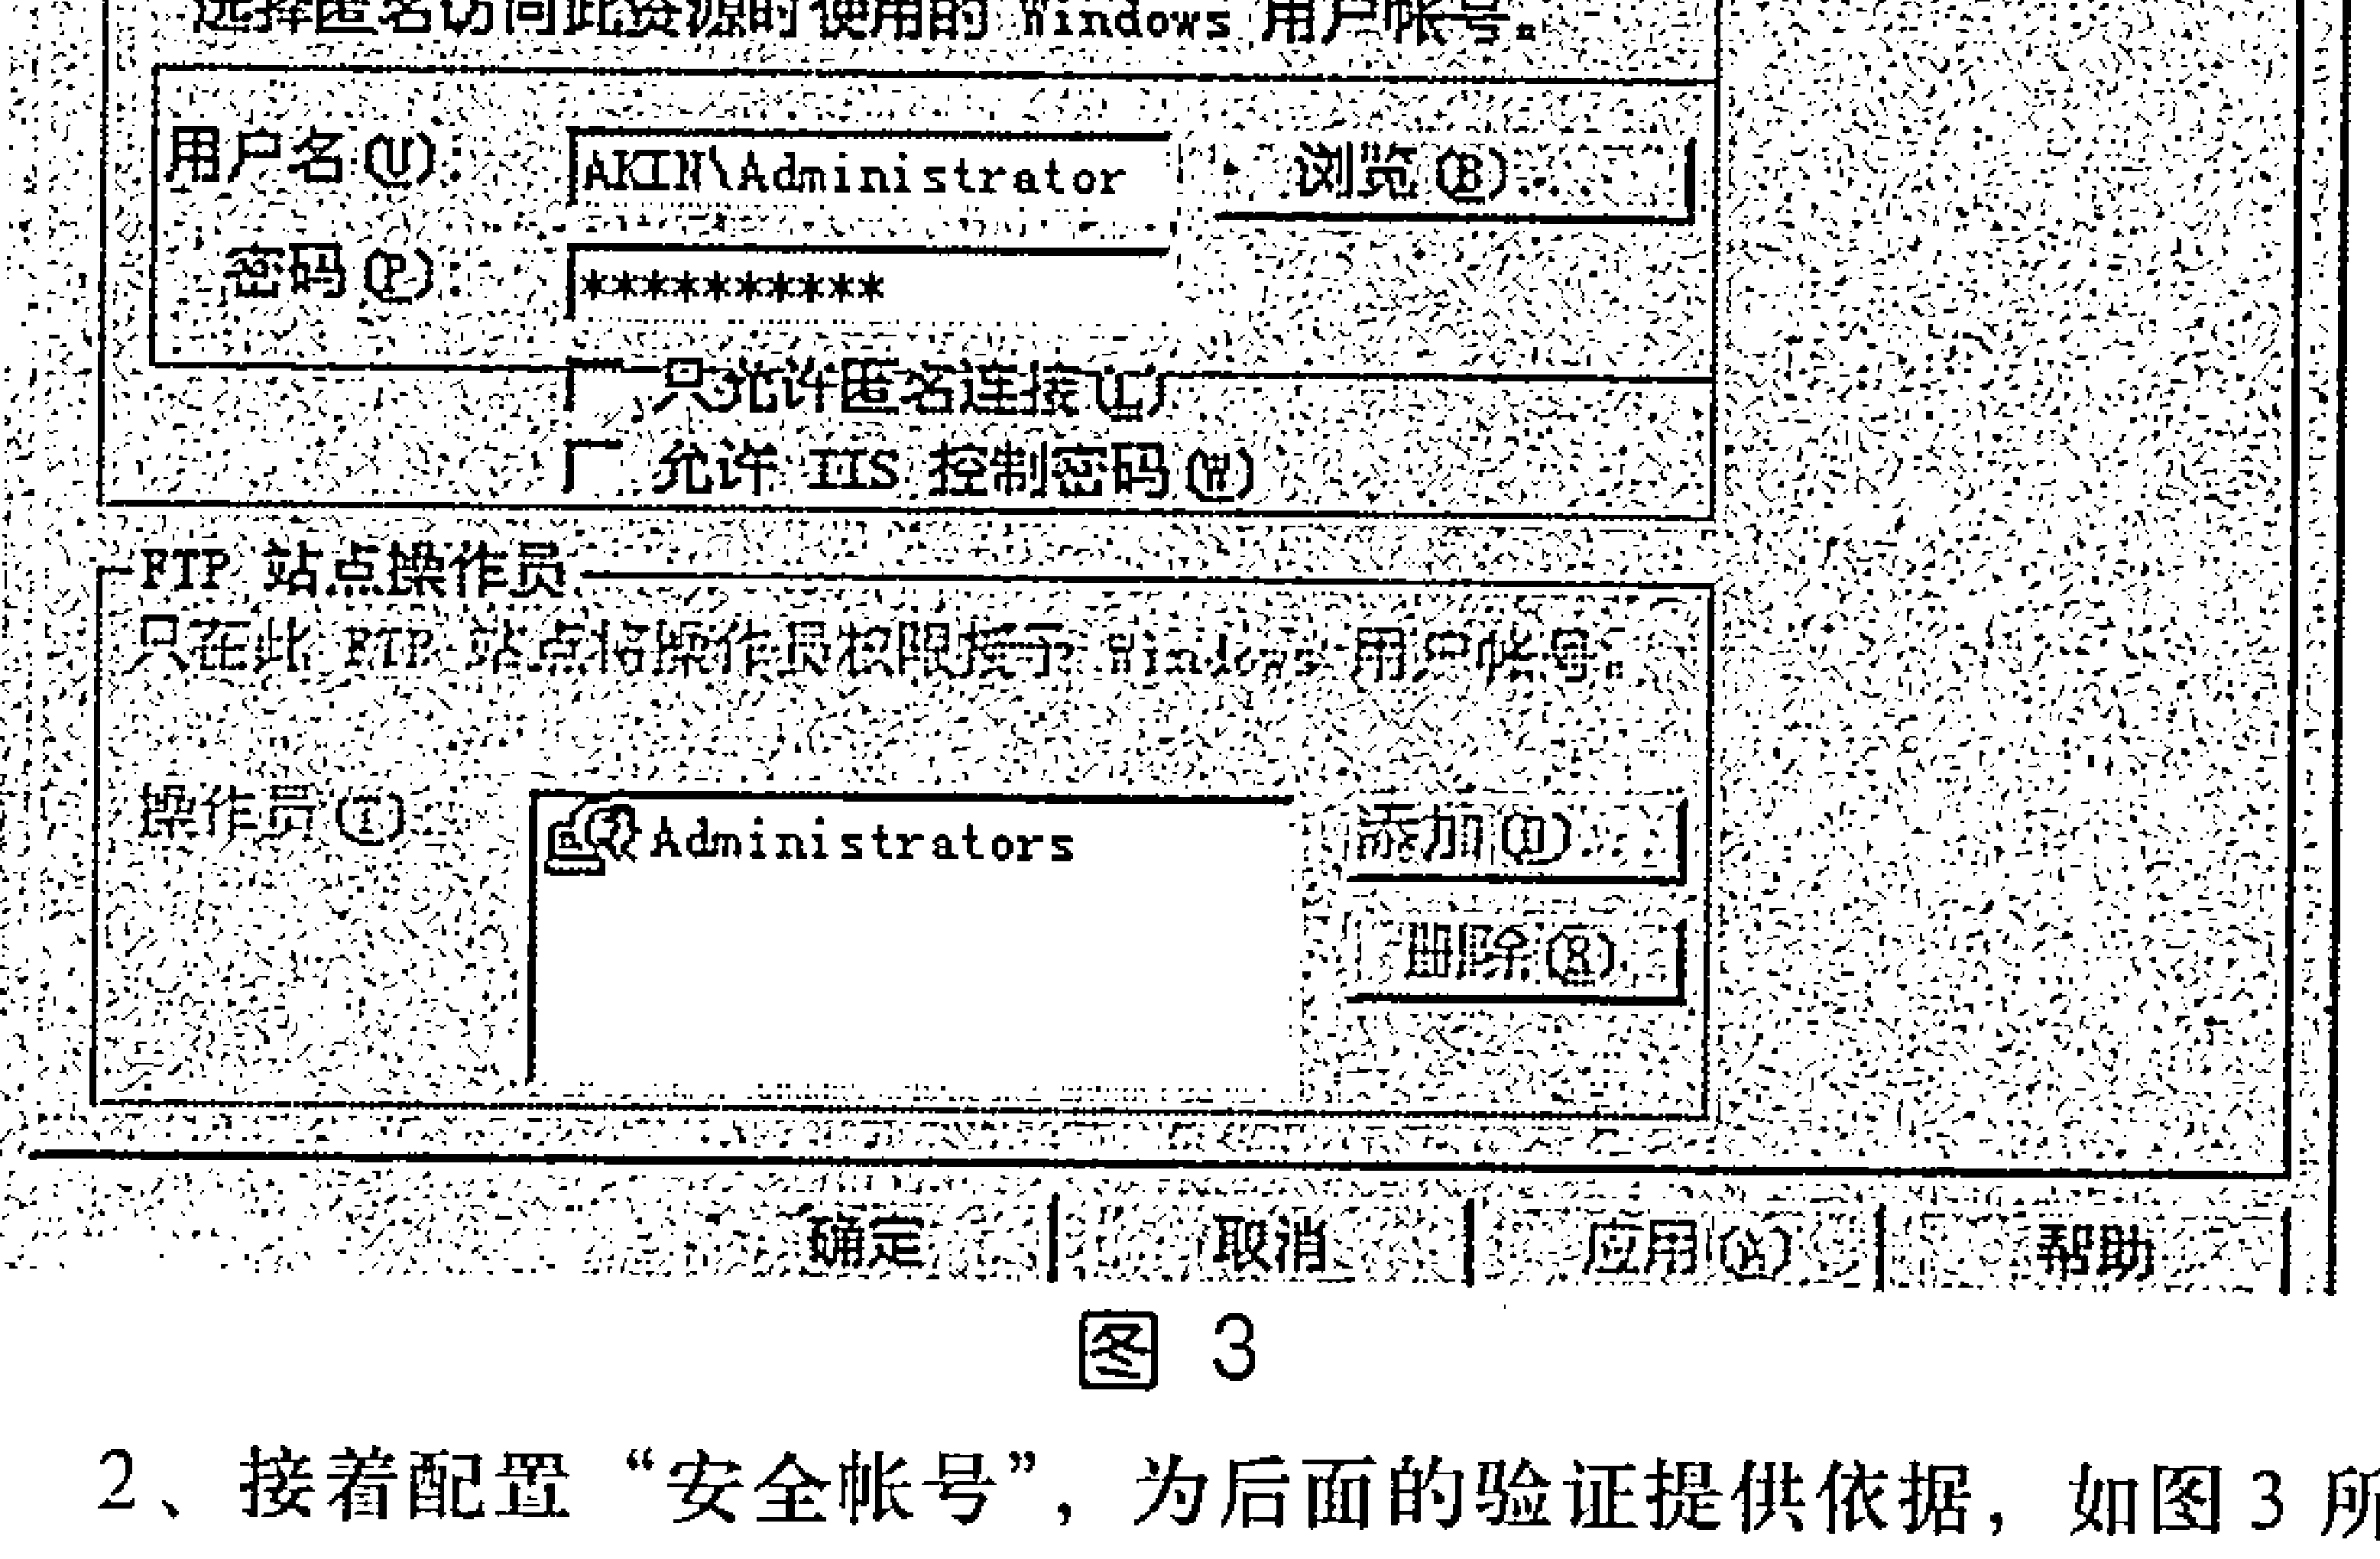 选择匿名访问此资源时使用的 Windows 用户帐号。
用户名(U): AKIN\Administrator 浏览(B)...
密码(P): **********
只允许匿名连接(L)
允许 IIS 控制密码(W)
FTP 站点操作员
只在此 FTP 站点将操作员权限授予 Windows 用户帐号。
操作员(T): Administrators 添加(D)...
删除(R)
确定 取消 应用(A) 帮助
图 3
2、接着配置“安全帐号”，为后面的验证提供依据，如图 3 所